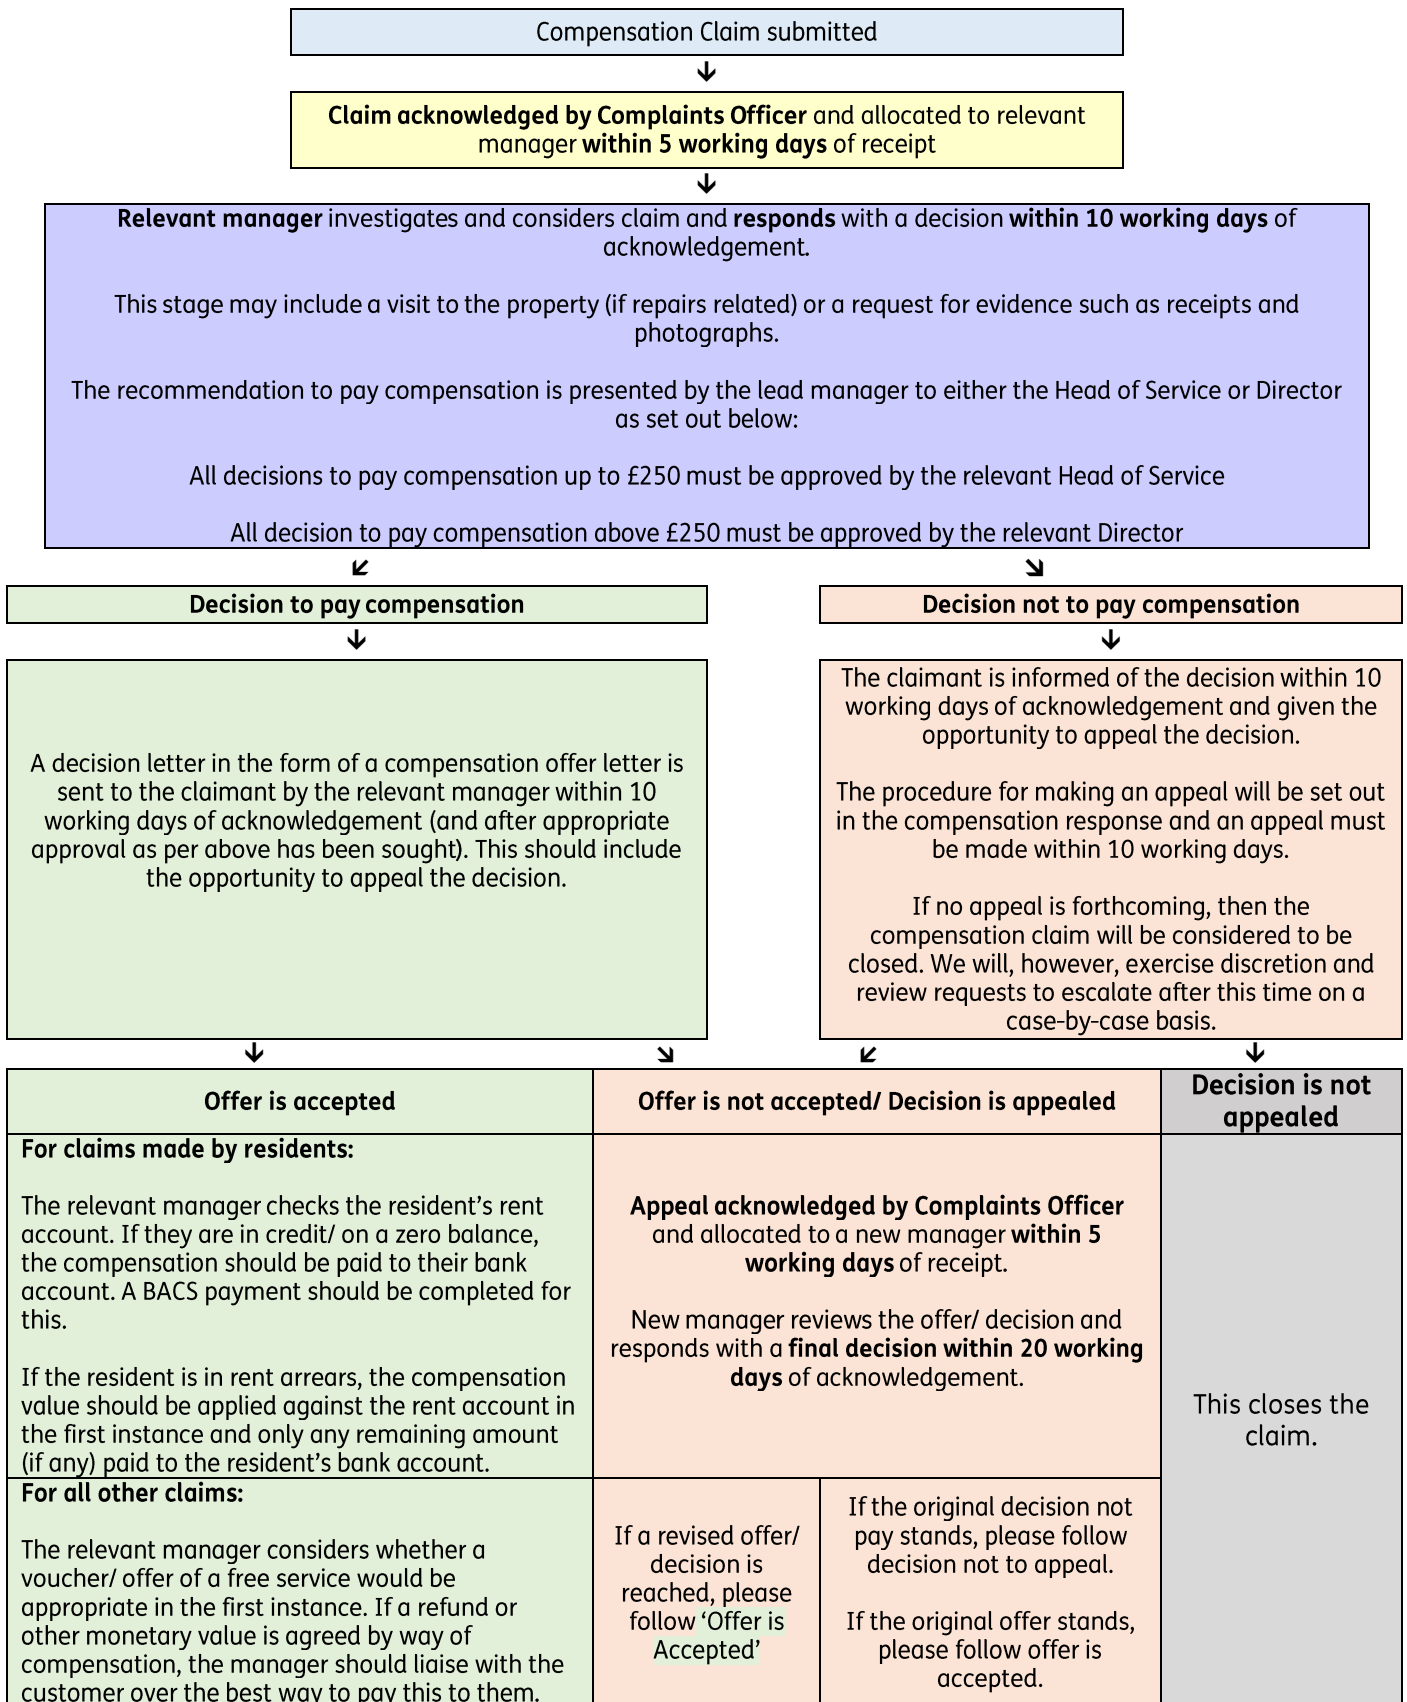 Compensation Claim submitted
Claim acknowledged by Complaints Officer and allocated to relevant
manager within 5 working days of receipt
Relevant manager investigates and considers claim and responds with a decision within 10 working days of
acknowledgement.
This stage may include a visit to the property (if repairs related) or a request for evidence such as receipts and
photographs.
The recommendation to pay compensation is presented by the lead manager to either the Head of Service or Director
as set out below:
All decisions to pay compensation up to £250 must be approved by the relevant Head of Service
All decision to pay compensation above £250 must be approved by the relevant Director
Decision to pay compensation
A decision letter in the form of a compensation offer letter is
sent to the claimant by the relevant manager within 10
working days of acknowledgement (and after appropriate
approval as per above has been sought). This should include
the opportunity to appeal the decision.
Decision not to pay compensation
The claimant is informed of the decision within 10
working days of acknowledgement and given the
opportunity to appeal the decision.
The procedure for making an appeal will be set out
in the compensation response and an appeal must
be made within 10 working days.
If no appeal is forthcoming, then the
compensation claim will be considered to be
closed. We will, however, exercise discretion and
review requests to escalate after this time on a
case-by-case basis.
Offer is accepted
For claims made by residents:
The relevant manager checks the resident’s rent
account. If they are in credit/ on a zero balance,
the compensation should be paid to their bank
account. A BACS payment should be completed for
this.
If the resident is in rent arrears, the compensation
value should be applied against the rent account in
the first instance and only any remaining amount
(if any) paid to the resident’s bank account.
For all other claims:
The relevant manager considers whether a
voucher/ offer of a free service would be
appropriate in the first instance. If a refund or
other monetary value is agreed by way of
compensation, the manager should liaise with the
customer over the best way to pay this to them.
Offer is not accepted/ Decision is appealed
Appeal acknowledged by Complaints Officer
and allocated to a new manager within 5
working days of receipt.
New manager reviews the offer/ decision and
responds with a final decision within 20 working
days of acknowledgement.
If a revised offer/
decision is
reached, please
follow ‘Offer is
Accepted’
If the original decision not
pay stands, please follow
decision not to appeal.
If the original offer stands,
please follow offer is
accepted.
Decision is not
appealed
This closes the
claim.